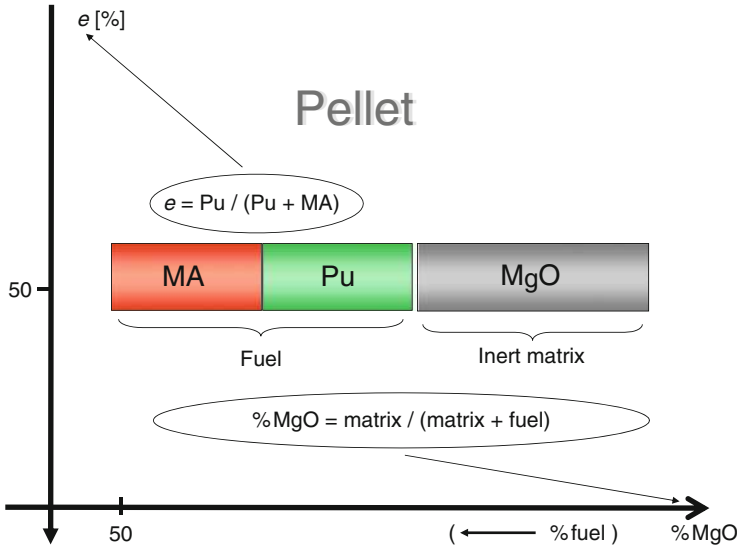 e [%]
Pellet
e = Pu / (Pu + MA)
50
MA
Pu
MgO
Fuel
Inert matrix
%MgO = matrix / (matrix + fuel)
50
( ← %fuel )
%MgO